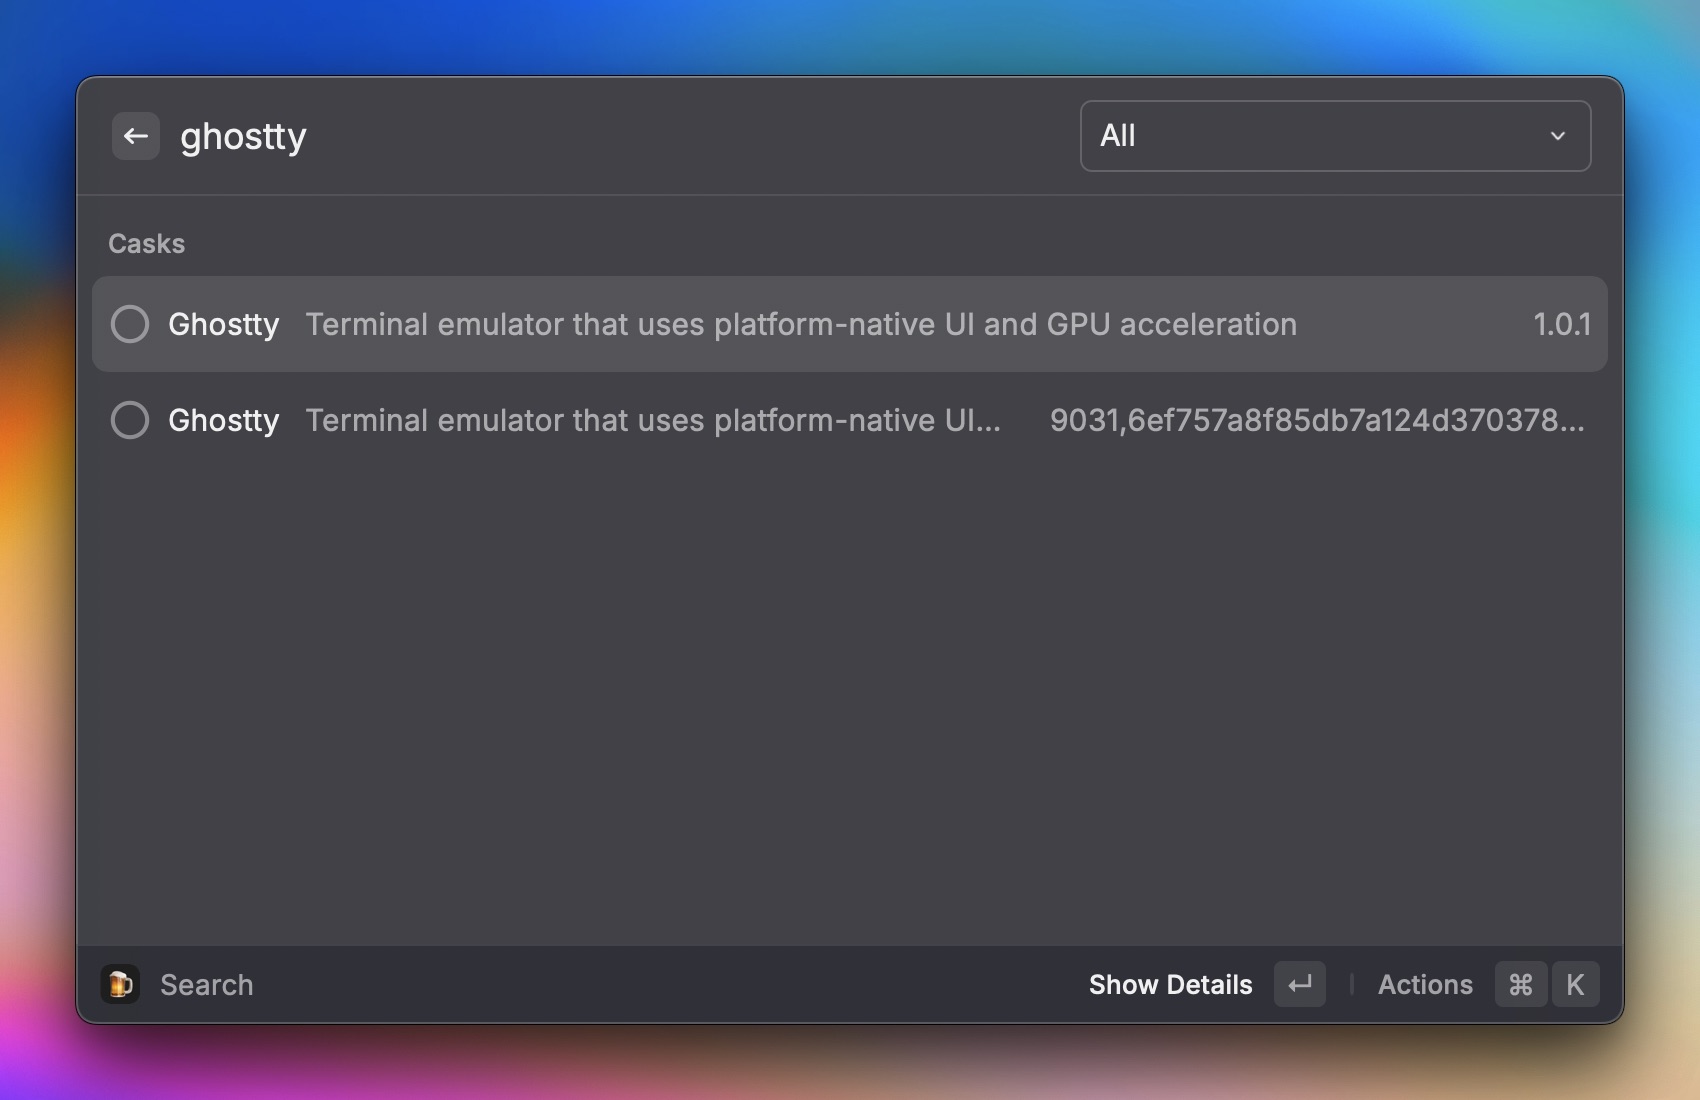 ghostty
All
Casks
Ghostty Terminal emulator that uses platform-native UI and GPU acceleration 1.0.1
Ghostty Terminal emulator that uses platform-native UI... 9031,6ef757a8f85db7a124d370378...
Search
Show Details Actions ⌘ K